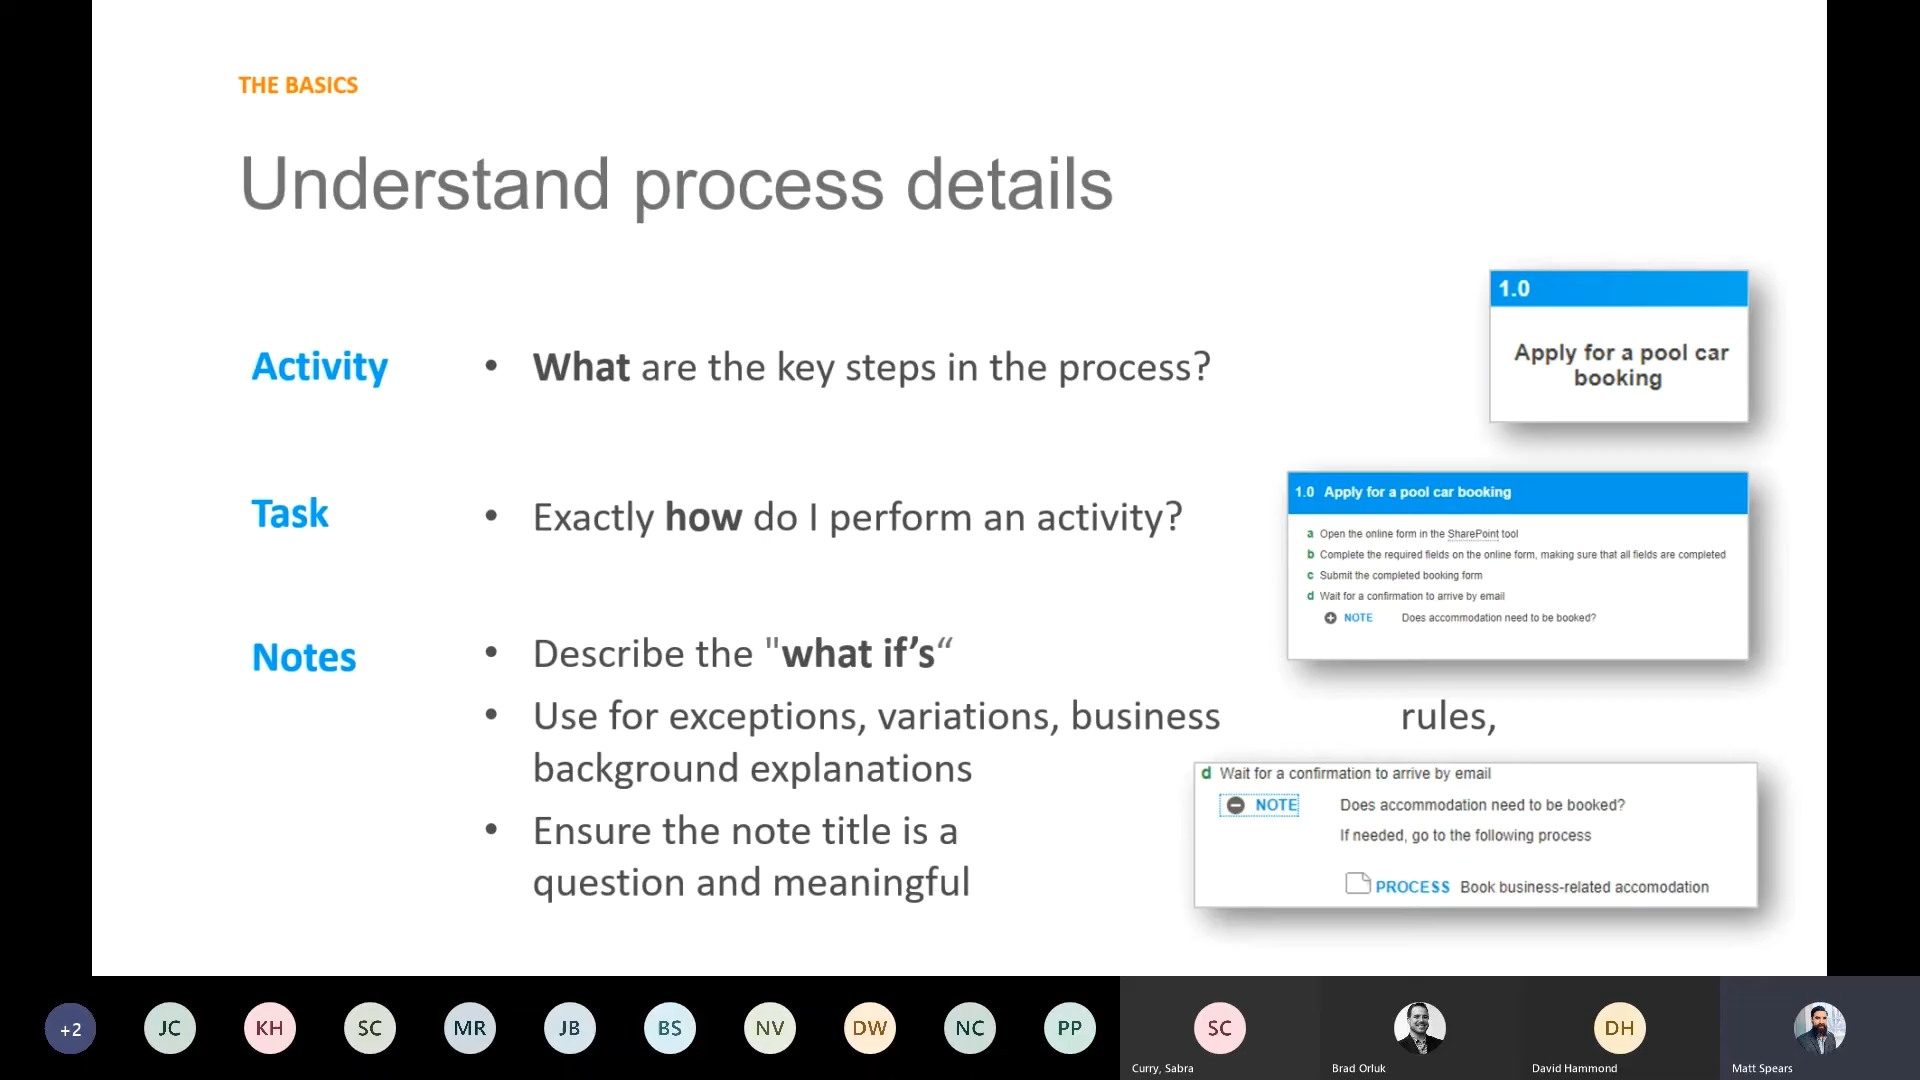 THE BASICS
Understand process details
Activity
• What are the key steps in the process?
1.0
Apply for a pool car
booking
Task
• Exactly how do I perform an activity?
1.0 Apply for a pool car booking
a Open the online form in the SharePoint tool
b Complete the required fields on the online form, making sure that all fields are completed
c Submit the completed booking form
d Wait for a confirmation to arrive by email
NOTE Does accommodation need to be booked?
Notes
• Describe the "what if’s“
• Use for exceptions, variations, business rules,
background explanations
• Ensure the note title is a
question and meaningful
d Wait for a confirmation to arrive by email
NOTE Does accommodation need to be booked?
If needed, go to the following process
PROCESS Book business-related accomodation
+2 JC KH SC MR JB BS NV DW NC PP SC DH
Curry, Sabra Brad Orluk David Hammond Matt Spears